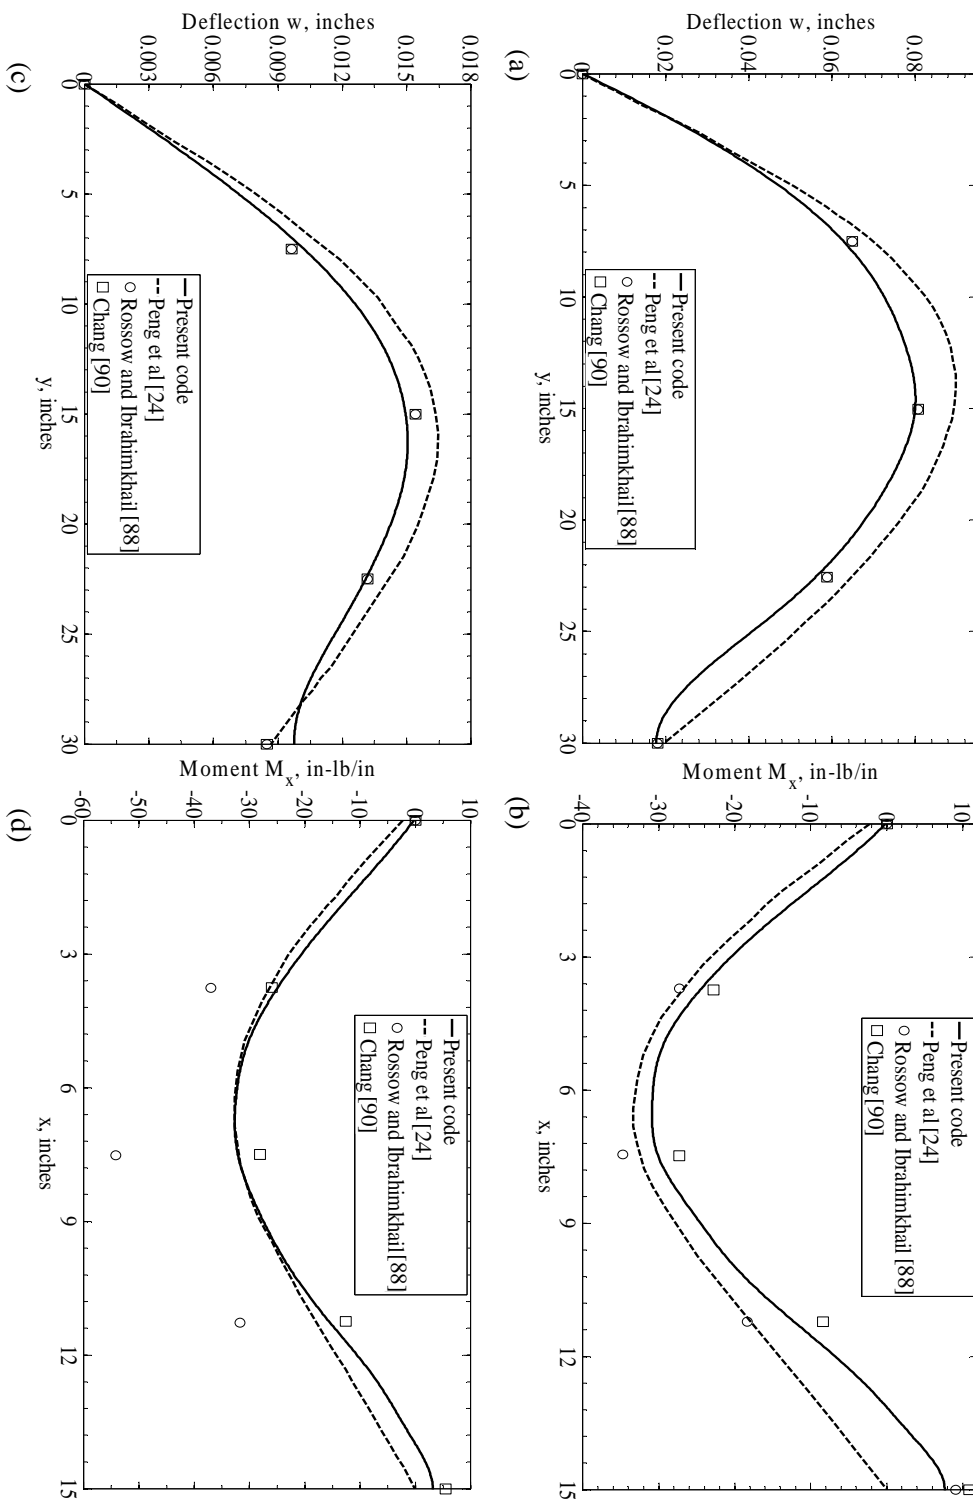 Deflection w, inches
0
0.02
0.04
0.06
0.08
0
5
10
15
20
25
30
y, inches
Present code
Peng et al [24]
Rossow and Ibrahimkhail [88]
Chang [90]
(a)
Moment Mx, in-lb/in
-40
-30
-20
-10
0
10
0
3
6
9
12
15
x, inches
Present code
Peng et al [24]
Rossow and Ibrahimkhail [88]
Chang [90]
(b)
Deflection w, inches
0
0.003
0.006
0.009
0.012
0.015
0.018
0
5
10
15
20
25
30
y, inches
Present code
Peng et al [24]
Rossow and Ibrahimkhail [88]
Chang [90]
(c)
Moment Mx, in-lb/in
-60
-50
-40
-30
-20
-10
0
10
0
3
6
9
12
15
x, inches
Present code
Peng et al [24]
Rossow and Ibrahimkhail [88]
Chang [90]
(d)